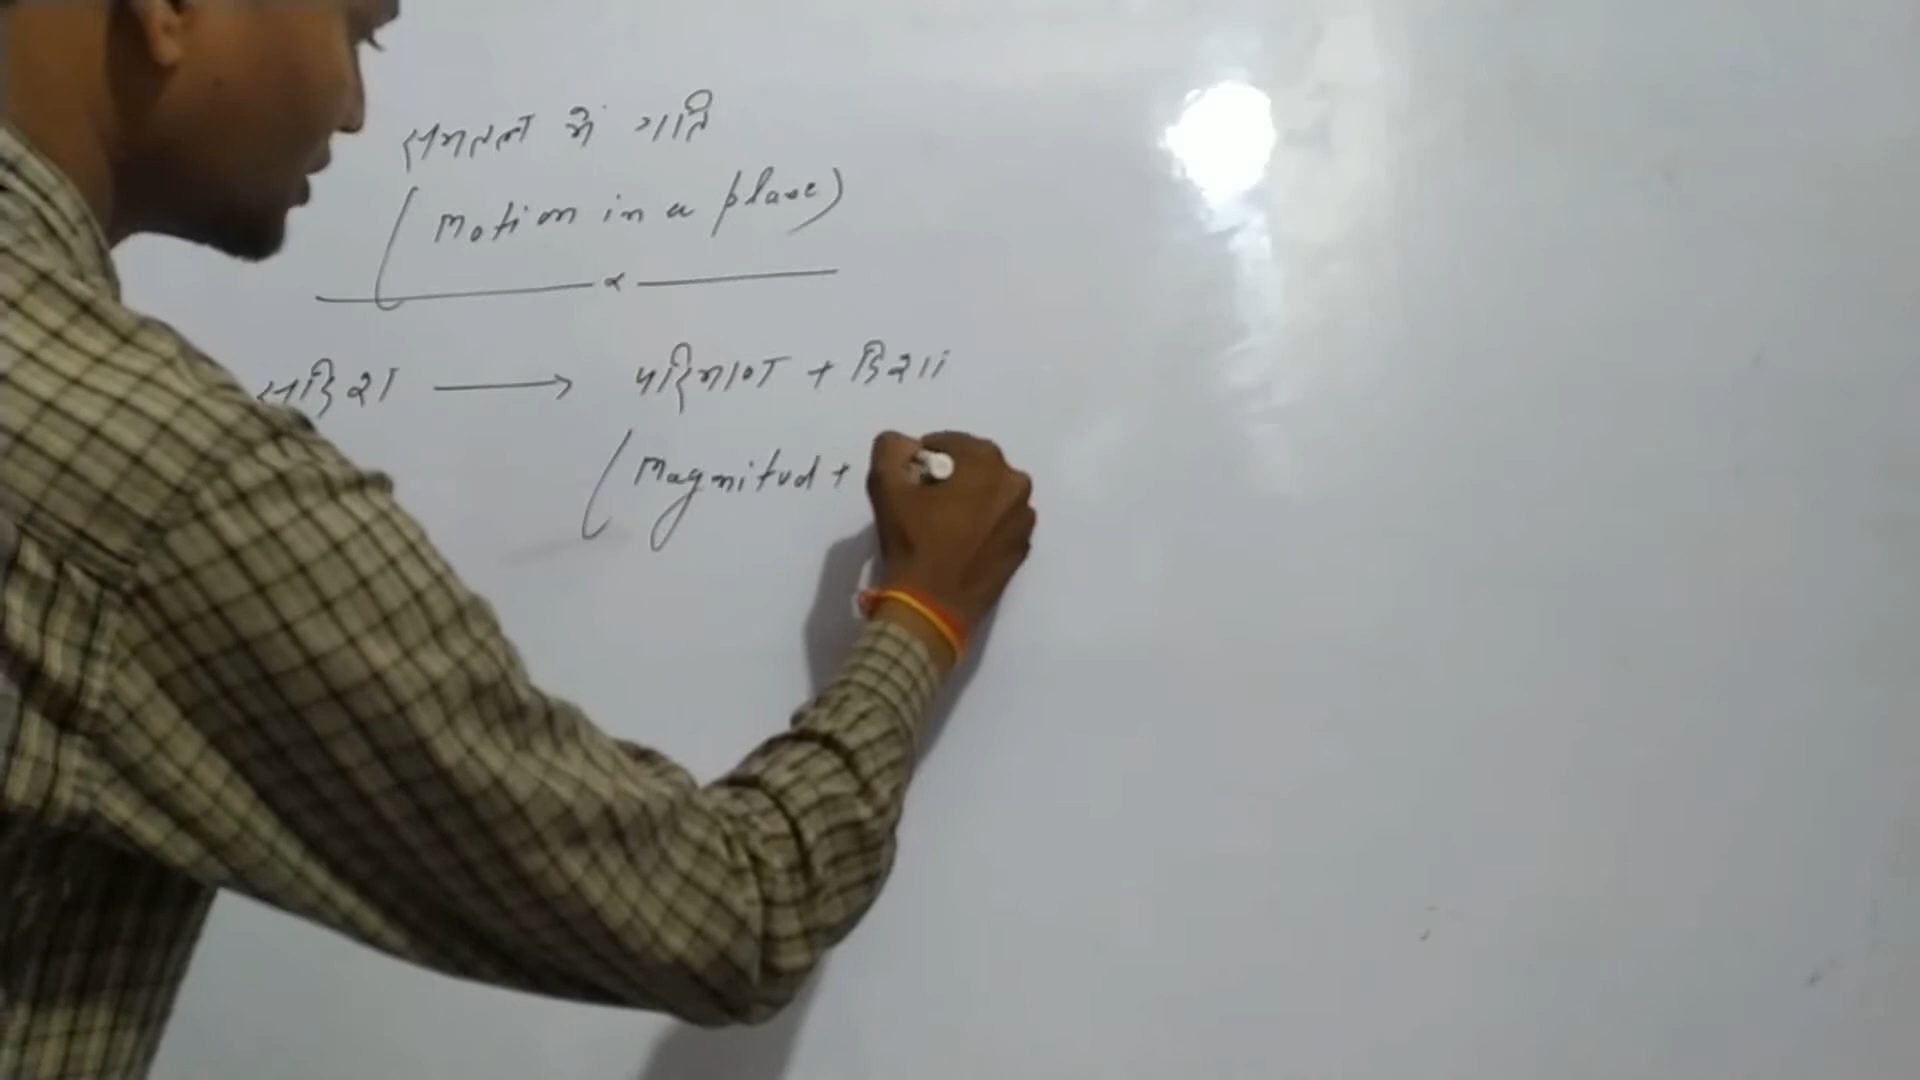 समतल में गति
(Motion in a plane)
सदिश → परिमाण + दिशा
(Magnitud +